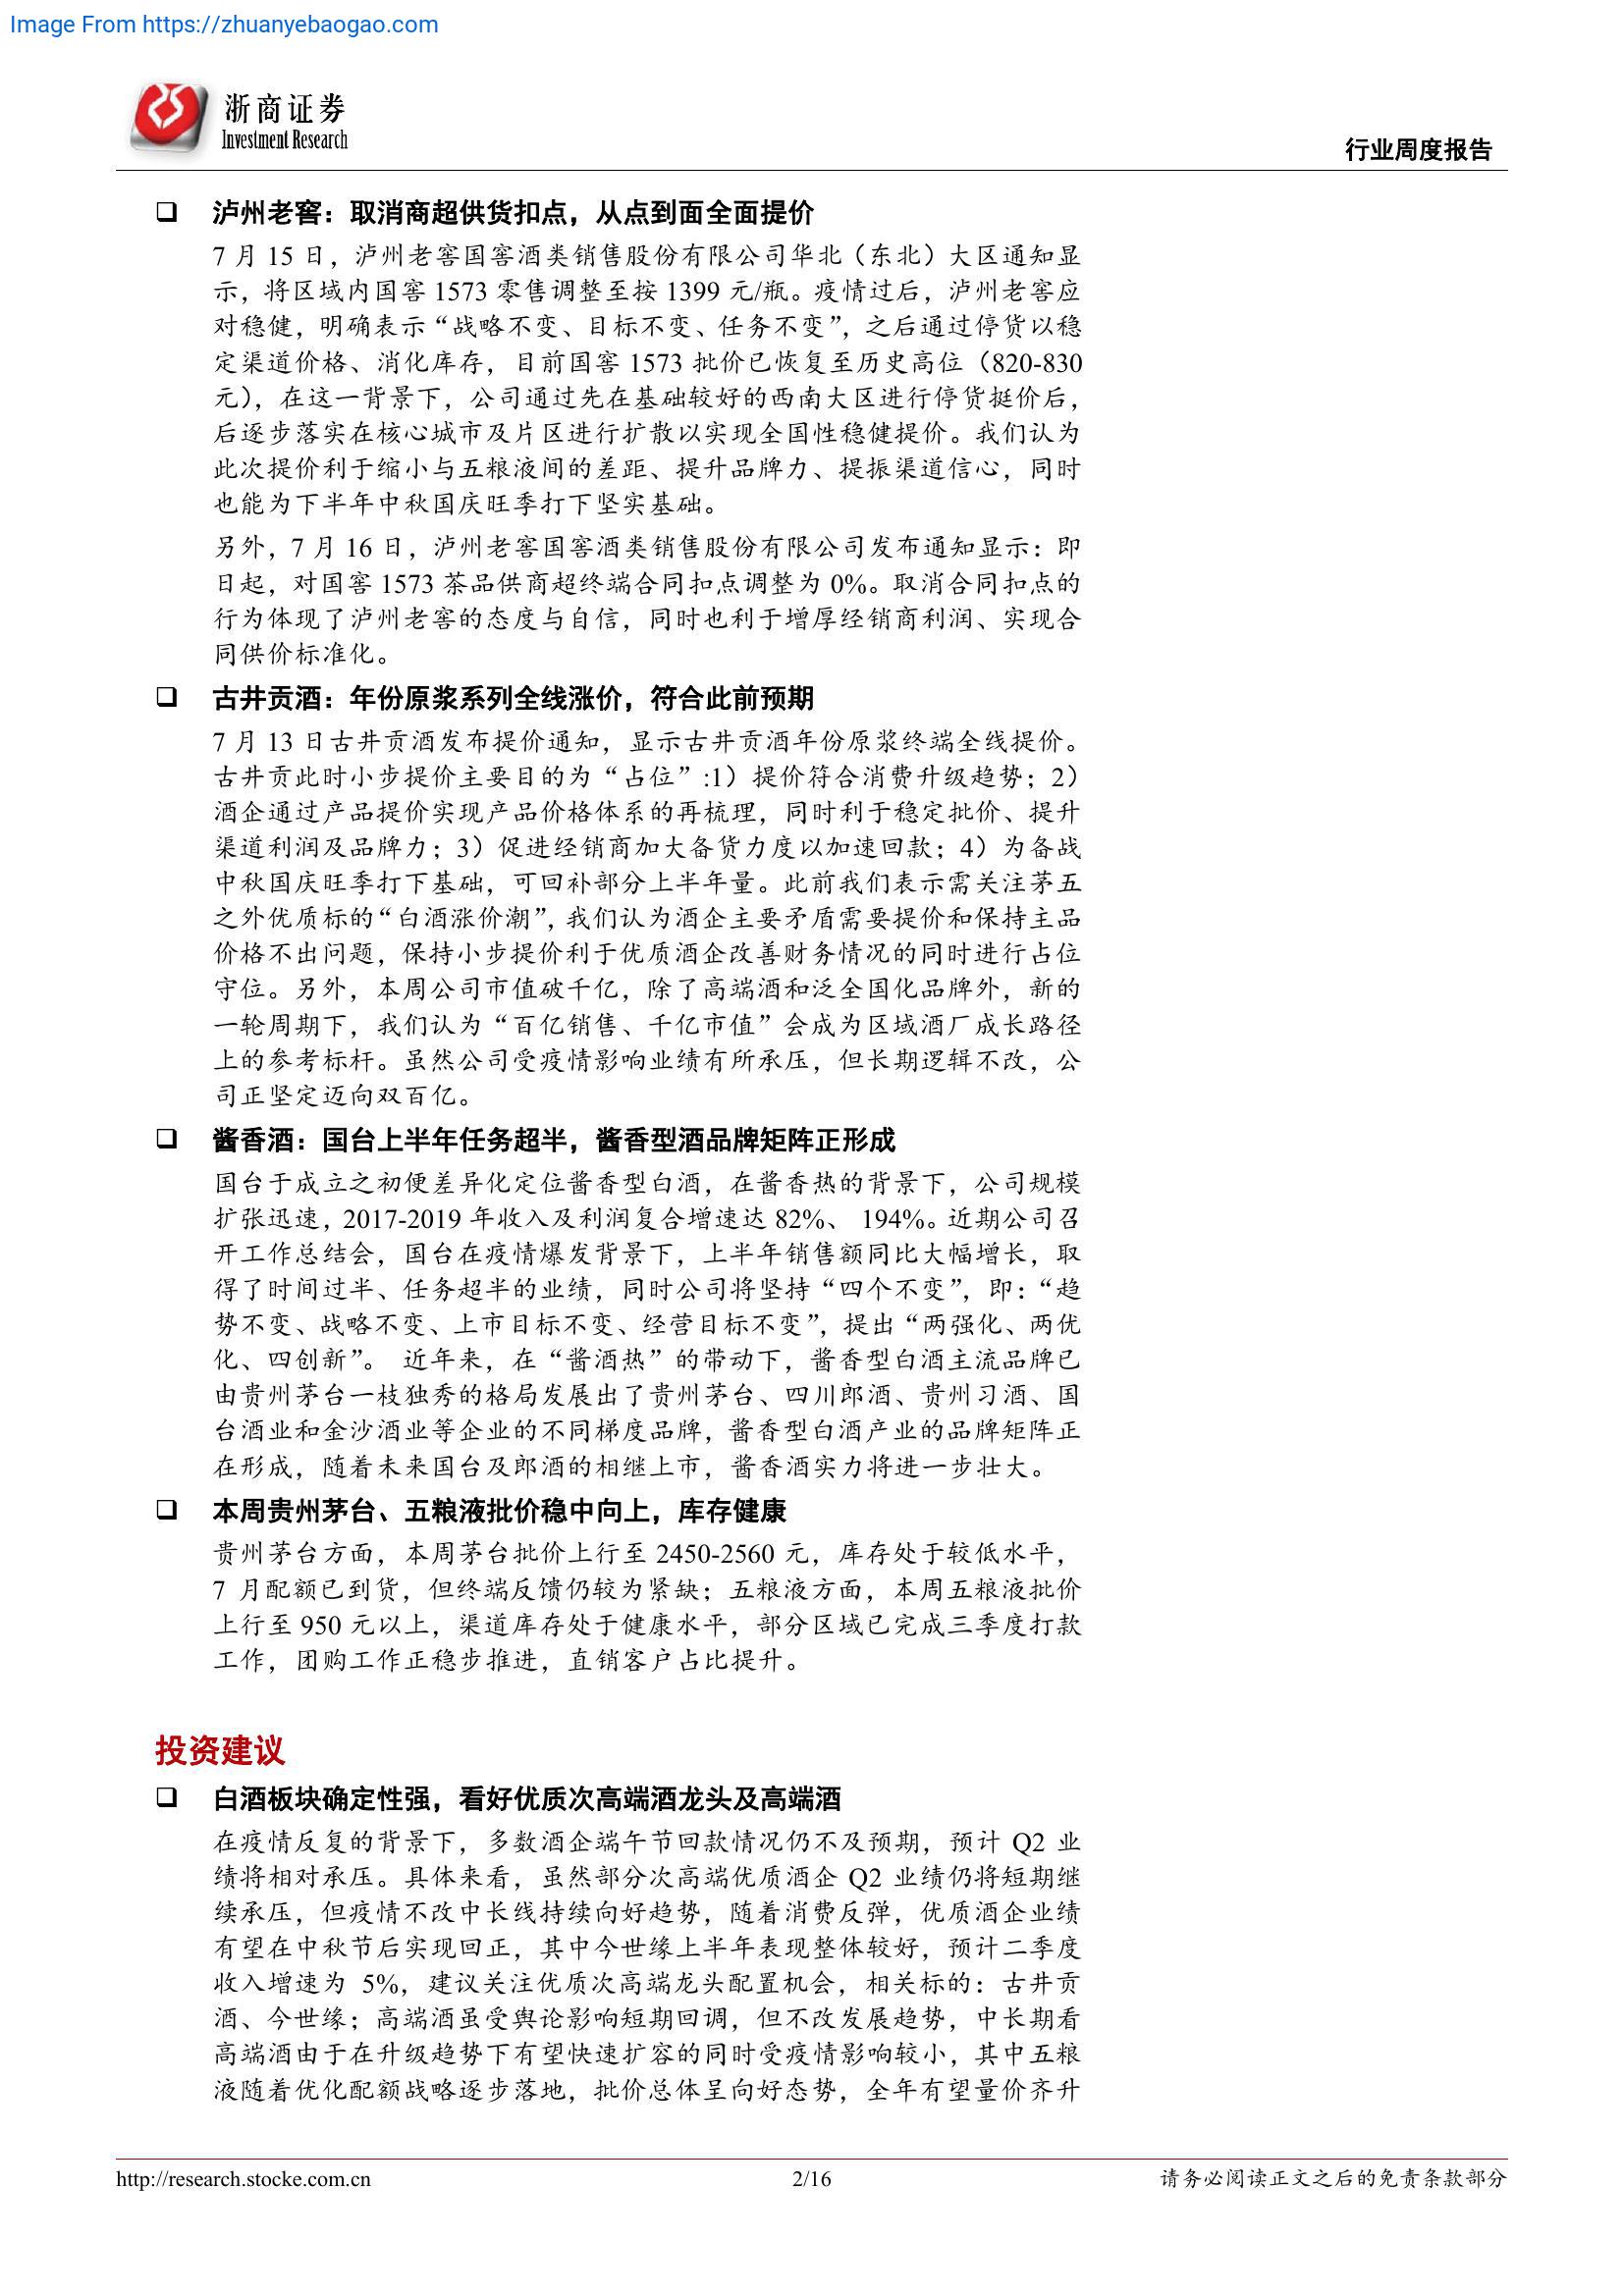 Image From https://zhuanyebaogao.com
浙商证券
Investment Research
行业周度报告
❑ 泸州老窖：取消商超供货扣点，从点到面全面提价
7 月 15 日，泸州老窖国窖酒类销售股份有限公司华北（东北）大区通知显
示，将区域内国窖 1573 零售调整至按 1399 元/瓶。疫情过后，泸州老窖应
对稳健，明确表示“战略不变、目标不变、任务不变”，之后通过停货以稳
定渠道价格、消化库存，目前国窖 1573 批价已恢复至历史高位（820-830
元），在这一背景下，公司通过先在基础较好的西南大区进行停货挺价后，
后逐步落实在核心城市及片区进行扩散以实现全国性稳健提价。我们认为
此次提价利于缩小与五粮液间的差距、提升品牌力、提振渠道信心，同时
也能为下半年中秋国庆旺季打下坚实基础。
另外，7 月 16 日，泸州老窖国窖酒类销售股份有限公司发布通知显示：即
日起，对国窖 1573 茶品供商超终端合同扣点调整为 0%。取消合同扣点的
行为体现了泸州老窖的态度与自信，同时也利于增厚经销商利润、实现合
同供价标准化。
❑ 古井贡酒：年份原浆系列全线涨价，符合此前预期
7 月 13 日古井贡酒发布提价通知，显示古井贡酒年份原浆终端全线提价。
古井贡此时小步提价主要目的为“占位”:1）提价符合消费升级趋势；2）
酒企通过产品提价实现产品价格体系的再梳理，同时利于稳定批价、提升
渠道利润及品牌力；3）促进经销商加大备货力度以加速回款；4）为备战
中秋国庆旺季打下基础，可回补部分上半年量。此前我们表示需关注茅五
之外优质标的“白酒涨价潮”，我们认为酒企主要矛盾需要提价和保持主品
价格不出问题，保持小步提价利于优质酒企改善财务情况的同时进行占位
守位。另外，本周公司市值破千亿，除了高端酒和泛全国化品牌外，新的
一轮周期下，我们认为“百亿销售、千亿市值”会成为区域酒厂成长路径
上的参考标杆。虽然公司受疫情影响业绩有所承压，但长期逻辑不改，公
司正坚定迈向双百亿。
❑ 酱香酒：国台上半年任务超半，酱香型酒品牌矩阵正形成
国台于成立之初便差异化定位酱香型白酒，在酱香热的背景下，公司规模
扩张迅速，2017-2019 年收入及利润复合增速达 82%、 194%。近期公司召
开工作总结会，国台在疫情爆发背景下，上半年销售额同比大幅增长，取
得了时间过半、任务超半的业绩，同时公司将坚持“四个不变”，即：“趋
势不变、战略不变、上市目标不变、经营目标不变”，提出“两强化、两优
化、四创新”。 近年来，在“酱酒热”的带动下，酱香型白酒主流品牌已
由贵州茅台一枝独秀的格局发展出了贵州茅台、四川郎酒、贵州习酒、国
台酒业和金沙酒业等企业的不同梯度品牌，酱香型白酒产业的品牌矩阵正
在形成，随着未来国台及郎酒的相继上市，酱香酒实力将进一步壮大。
❑ 本周贵州茅台、五粮液批价稳中向上，库存健康
贵州茅台方面，本周茅台批价上行至 2450-2560 元，库存处于较低水平，
7 月配额已到货，但终端反馈仍较为紧缺；五粮液方面，本周五粮液批价
上行至 950 元以上，渠道库存处于健康水平，部分区域已完成三季度打款
工作，团购工作正稳步推进，直销客户占比提升。
投资建议
❑ 白酒板块确定性强，看好优质次高端酒龙头及高端酒
在疫情反复的背景下，多数酒企端午节回款情况仍不及预期，预计 Q2 业
绩将相对承压。具体来看，虽然部分次高端优质酒企 Q2 业绩仍将短期继
续承压，但疫情不改中长线持续向好趋势，随着消费反弹，优质酒企业绩
有望在中秋节后实现回正，其中今世缘上半年表现整体较好，预计二季度
收入增速为 5%，建议关注优质次高端龙头配置机会，相关标的：古井贡
酒、今世缘；高端酒虽受舆论影响短期回调，但不改发展趋势，中长期看
高端酒由于在升级趋势下有望快速扩容的同时受疫情影响较小，其中五粮
液随着优化配额战略逐步落地，批价总体呈向好态势，全年有望量价齐升
http://research.stocke.com.cn
2/16
请务必阅读正文之后的免责条款部分